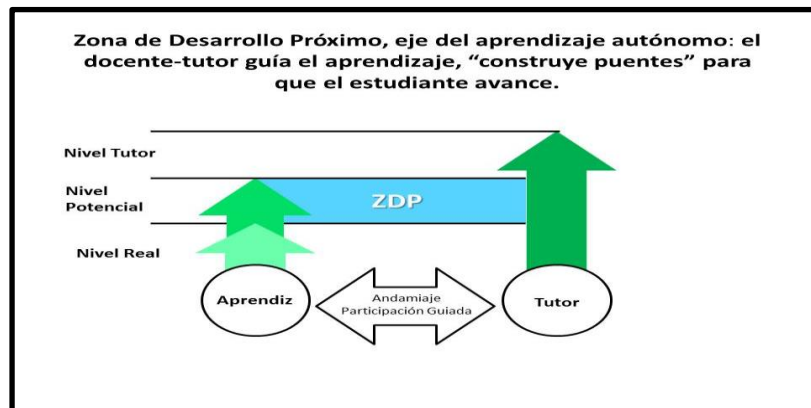 Zona de Desarrollo Próximo, eje del aprendizaje autónomo: el
docente-tutor guía el aprendizaje, “construye puentes” para
que el estudiante avance.
Nivel Tutor
Nivel
Potencial
ZDP
Nivel Real
Aprendiz
Andamiaje
Participación Guiada
Tutor